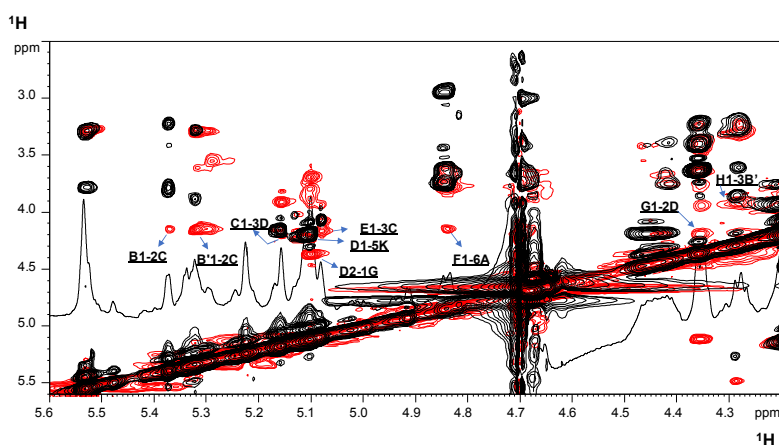 ¹H
ppm
3.0
3.5
4.0
4.5
5.0
5.5
H1-3B'
G1-2D
C1-3D
E1-3C
D1-5K
B1-2C
B'1-2C
D2-1G
F1-6A
5.6
5.5
5.4
5.3
5.2
5.1
5.0
4.9
4.8
4.7
4.6
4.5
4.4
4.3
ppm
¹H